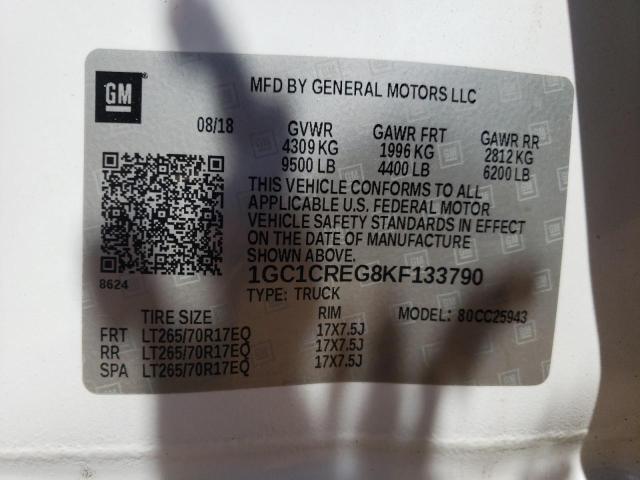 GM
MFD BY GENERAL MOTORS LLC
08/18 GVWR GAWR FRT GAWR RR
4309 KG 1996 KG 2812 KG
9500 LB 4400 LB 6200 LB
THIS VEHICLE CONFORMS TO ALL
APPLICABLE U.S. FEDERAL MOTOR
VEHICLE SAFETY STANDARDS IN EFFECT
ON THE DATE OF MANUFACTURE
SHOWN ABOVE.
8624
1GC1CREG8KF133790
TYPE: TRUCK
TIRE SIZE RIM MODEL: 80CC25943
FRT LT265/70R17EQ 17X7.5J
RR LT265/70R17EQ 17X7.5J
SPA LT265/70R17EQ 17X7.5J